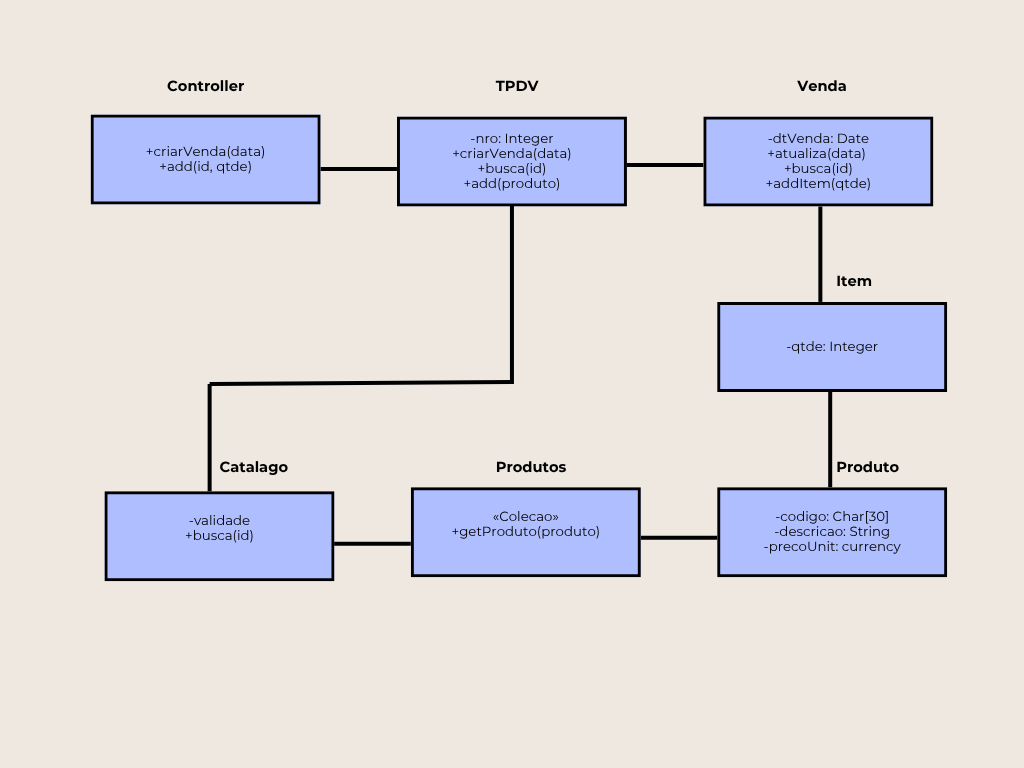 Controller
+criarVenda(data)
+add(id, qtde)
TPDV
-nro: Integer
+criarVenda(data)
+busca(id)
+add(produto)
Venda
-dtVenda: Date
+atualiza(data)
+busca(id)
+addItem(qtde)
Item
-qtde: Integer
Catalago
-validade
+busca(id)
Produtos
«Colecao»
+getProduto(produto)
Produto
-codigo: Char[30]
-descricao: String
-precoUnit: currency